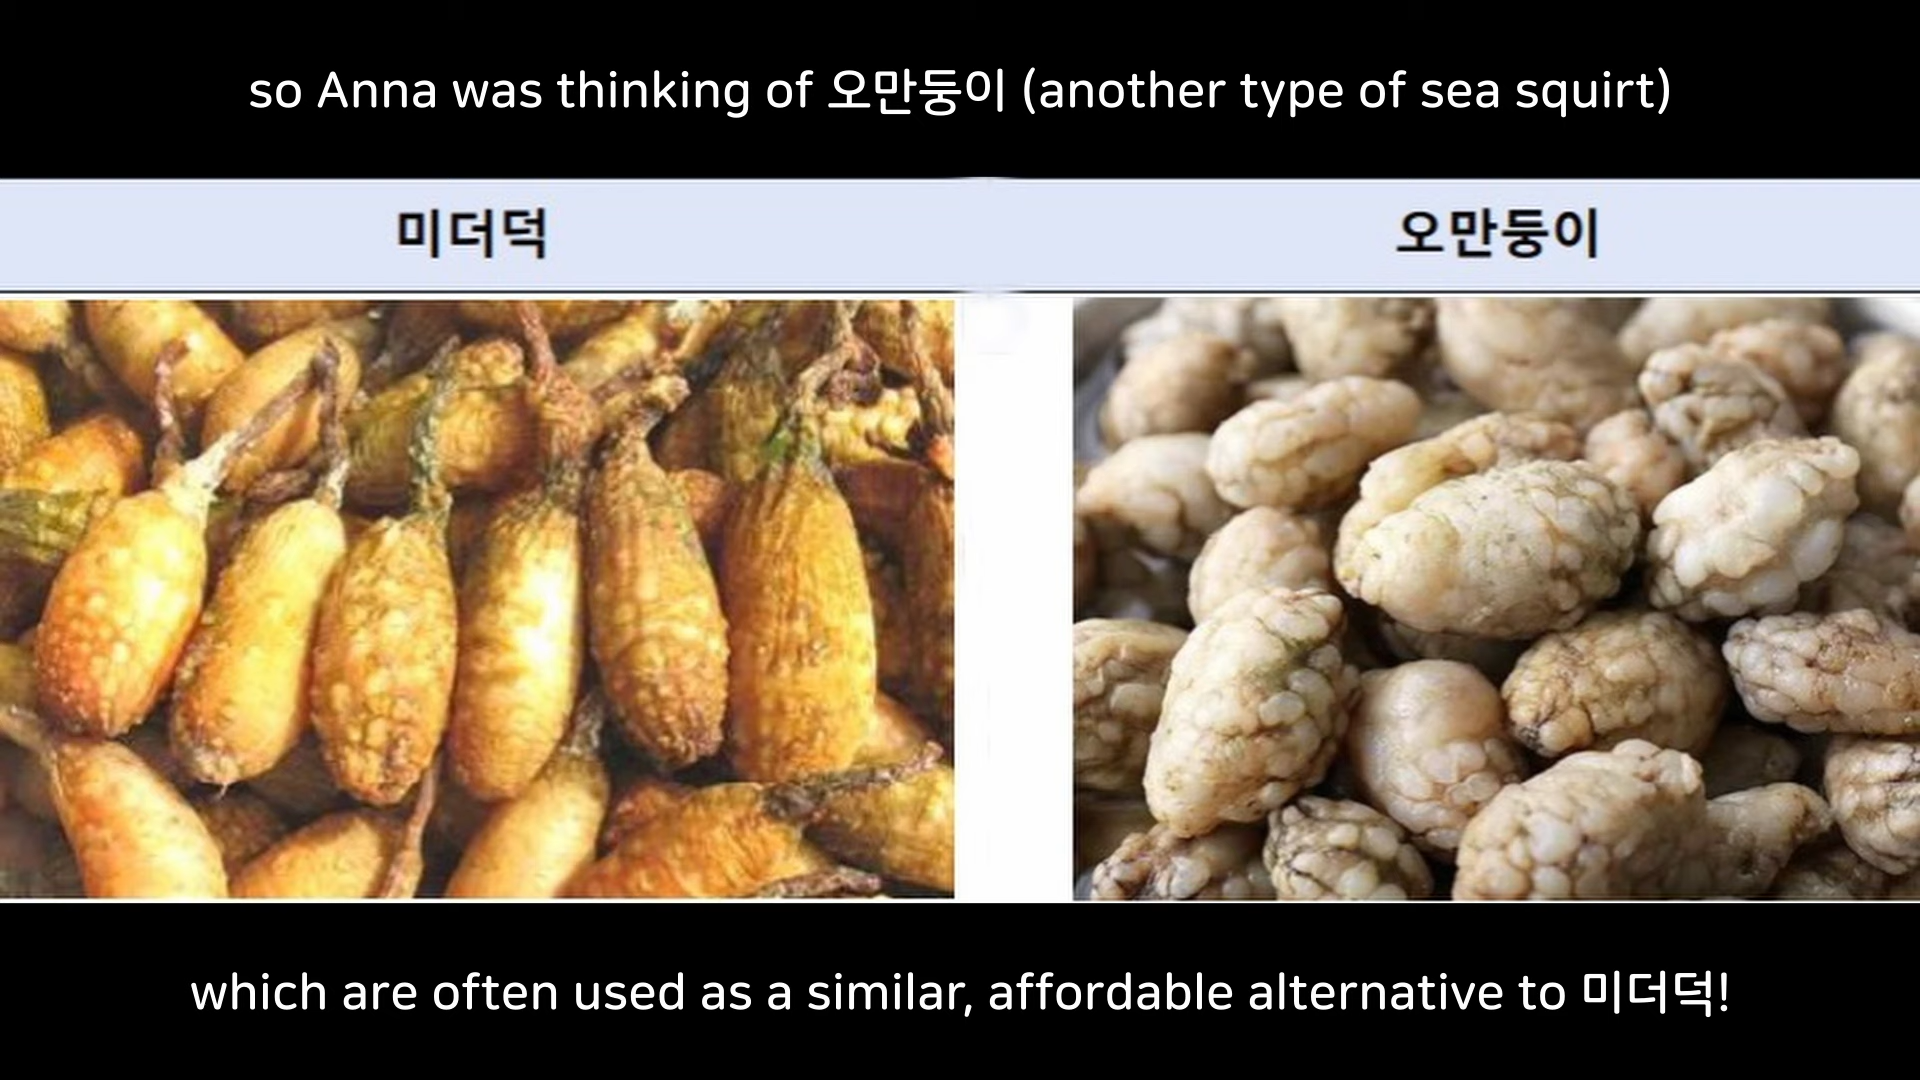 so Anna was thinking of 오만둥이 (another type of sea squirt)
미더덕 오만둥이
which are often used as a similar, affordable alternative to 미더덕!